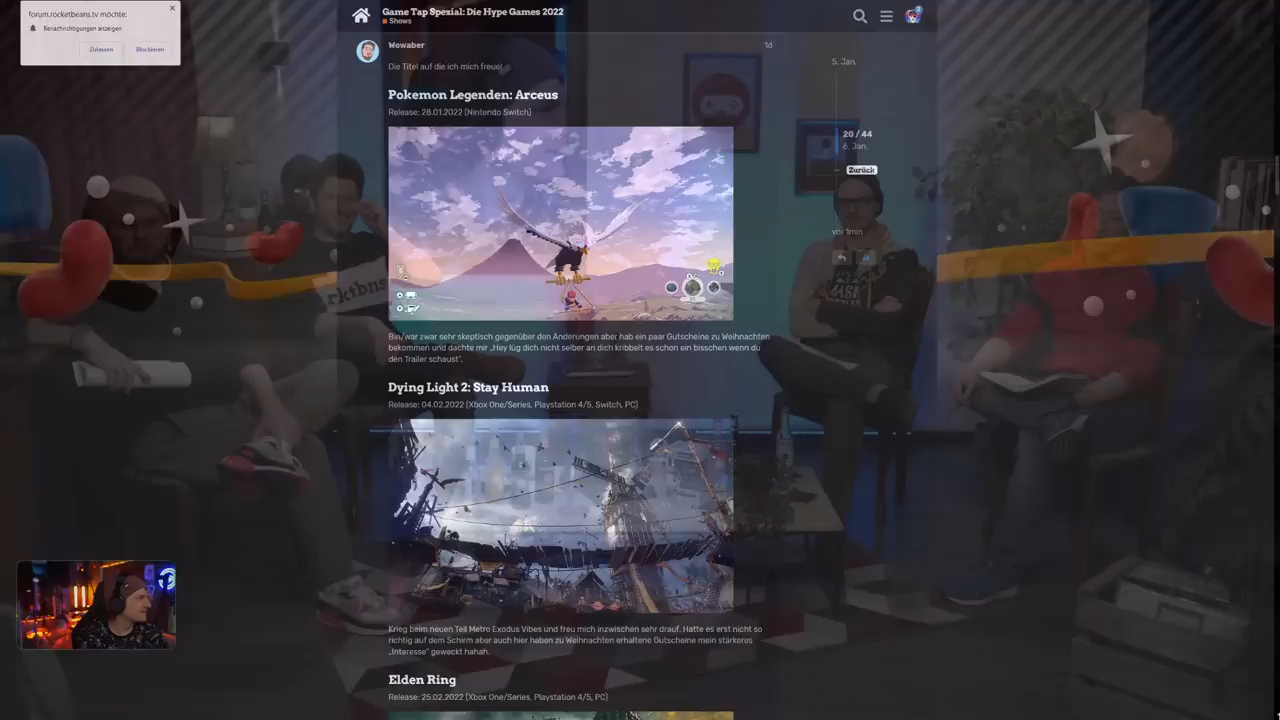 forum.rocketbeans.tv möchte:
Benachrichtigungen anzeigen
Zulassen Blockieren
Game Tap Spezial: Die Hype Games 2022
Shows
2
Wowaber 1d
Die Titel auf die ich mich freue!
Pokemon Legenden: Arceus
Release: 28.01.2022 (Nintendo Switch)
5. Jan.
20 / 44
6. Jan.
Zurück
vor 1min
rktbns
Bin/war zwar sehr skeptisch gegenüber den Änderungen aber hab ein paar Gutscheine zu Weihnachten
bekommen und dachte mir „Hey lüg dich nicht selber an dich kribbelt es schon ein bisschen wenn du
den Trailer schaust“.
Dying Light 2: Stay Human
Release: 04.02.2022 (Xbox One/Series, Playstation 4/5, Switch, PC)
Krieg beim neuen Teil Metro Exodus Vibes und freu mich inzwischen sehr drauf. Hatte es erst nicht so
richtig auf dem Schirm aber auch hier haben zu Weihnachten erhaltene Gutscheine mein stärkeres
„Interesse“ geweckt hahah.
Elden Ring
Release: 25.02.2022 (Xbox One/Series. Playstation 4/5, PC)